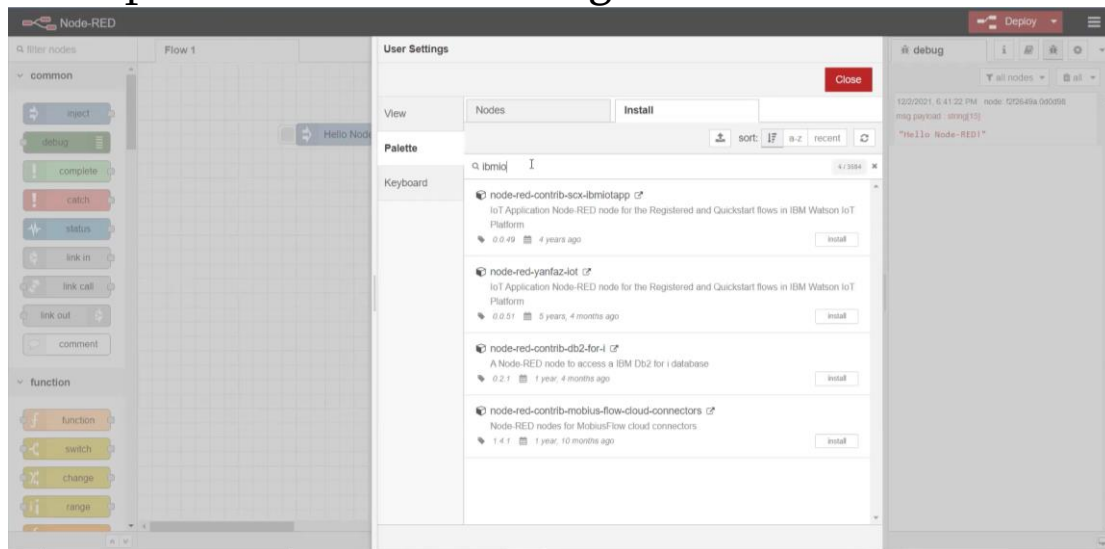 Node-RED
Deploy
filter nodes
Flow 1
User Settings
debug
i
all nodes
all
common
Close
12/2/2021, 6:41:22 PM
msg.payload : string[15]
"Hello Node-RED!"
inject
debug
complete
catch
status
link in
link call
link out
comment
Hello Node
View
Palette
Keyboard
Nodes
Install
sort:
a-z
recent
ibmio
4 / 3684
node-red-contrib-scx-ibmiotapp
IoT Application Node-RED node for the Registered and Quickstart flows in IBM Watson IoT
Platform
0.0.49
4 years ago
install
node-red-yanfaz-iot
IoT Application Node-RED node for the Registered and Quickstart flows in IBM Watson IoT
Platform
0.0.51
5 years, 4 months ago
install
node-red-contrib-db2-for-i
A Node-RED node to access a IBM Db2 for i database
0.2.1
1 year, 4 months ago
install
node-red-contrib-mobius-flow-cloud-connectors
Node-RED nodes for MobiusFlow cloud connectors
1.4.1
1 year, 10 months ago
install
function
function
switch
change
range